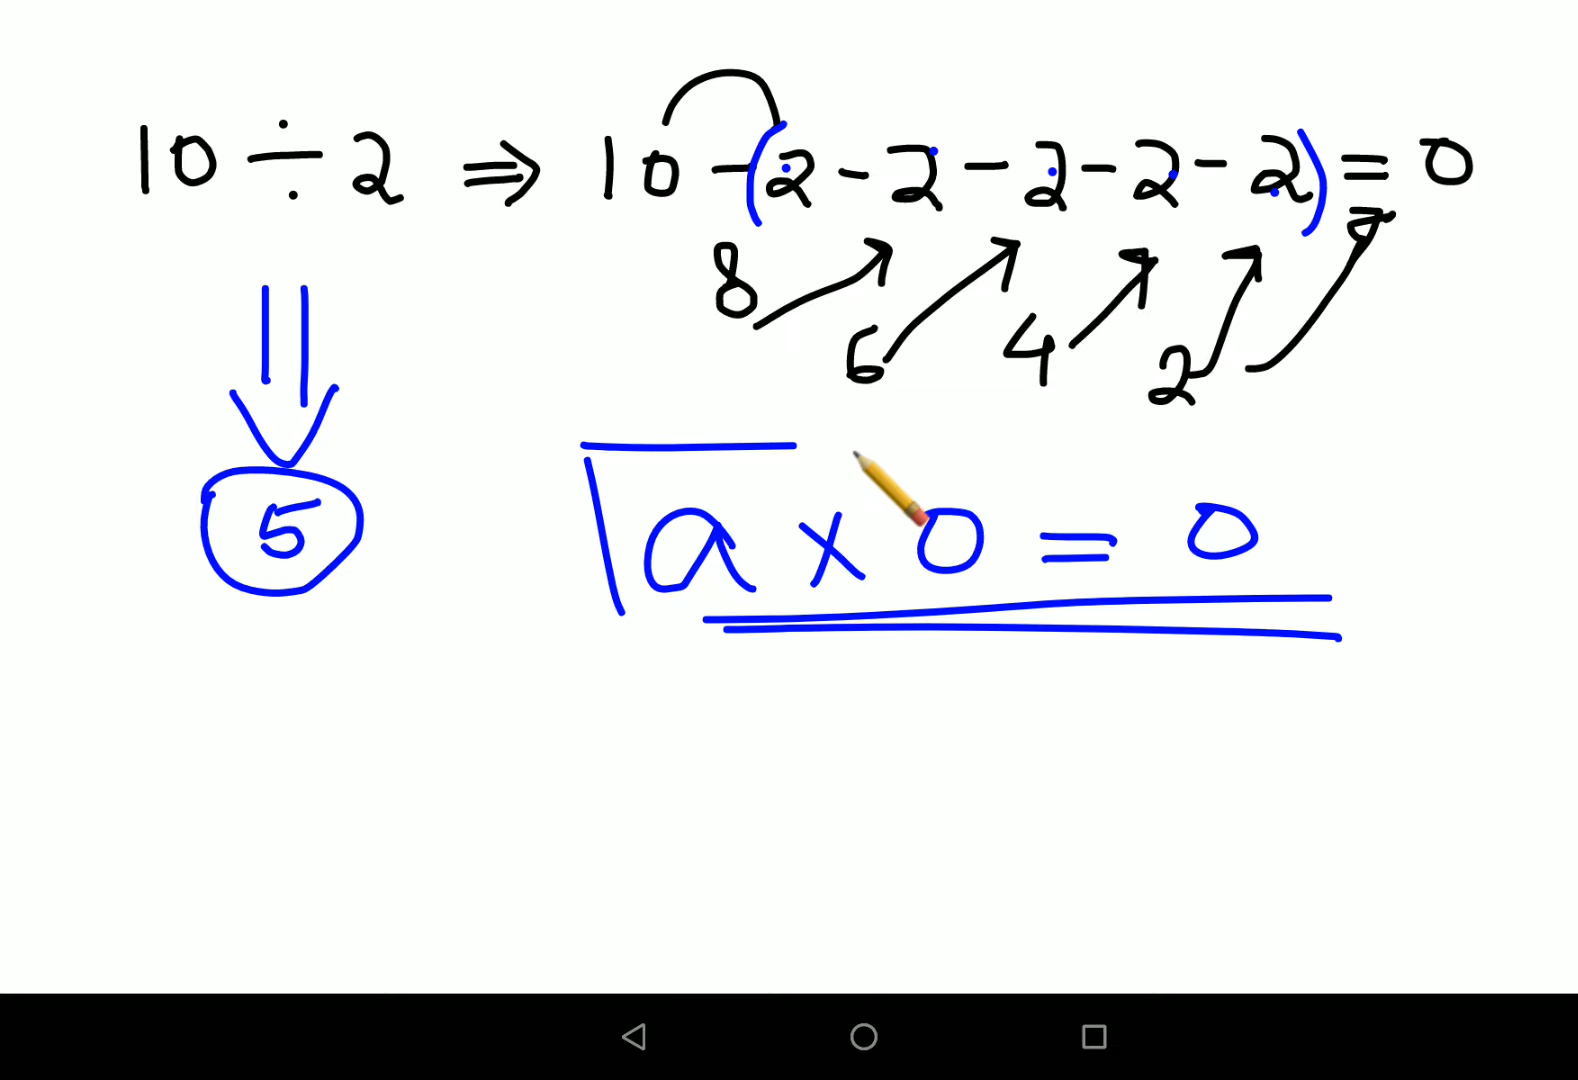 10 ÷ 2 ⇒ 10 - (2 - 2 - 2 - 2 - 2) = 0
8
6
4
2
5
a × 0 = 0